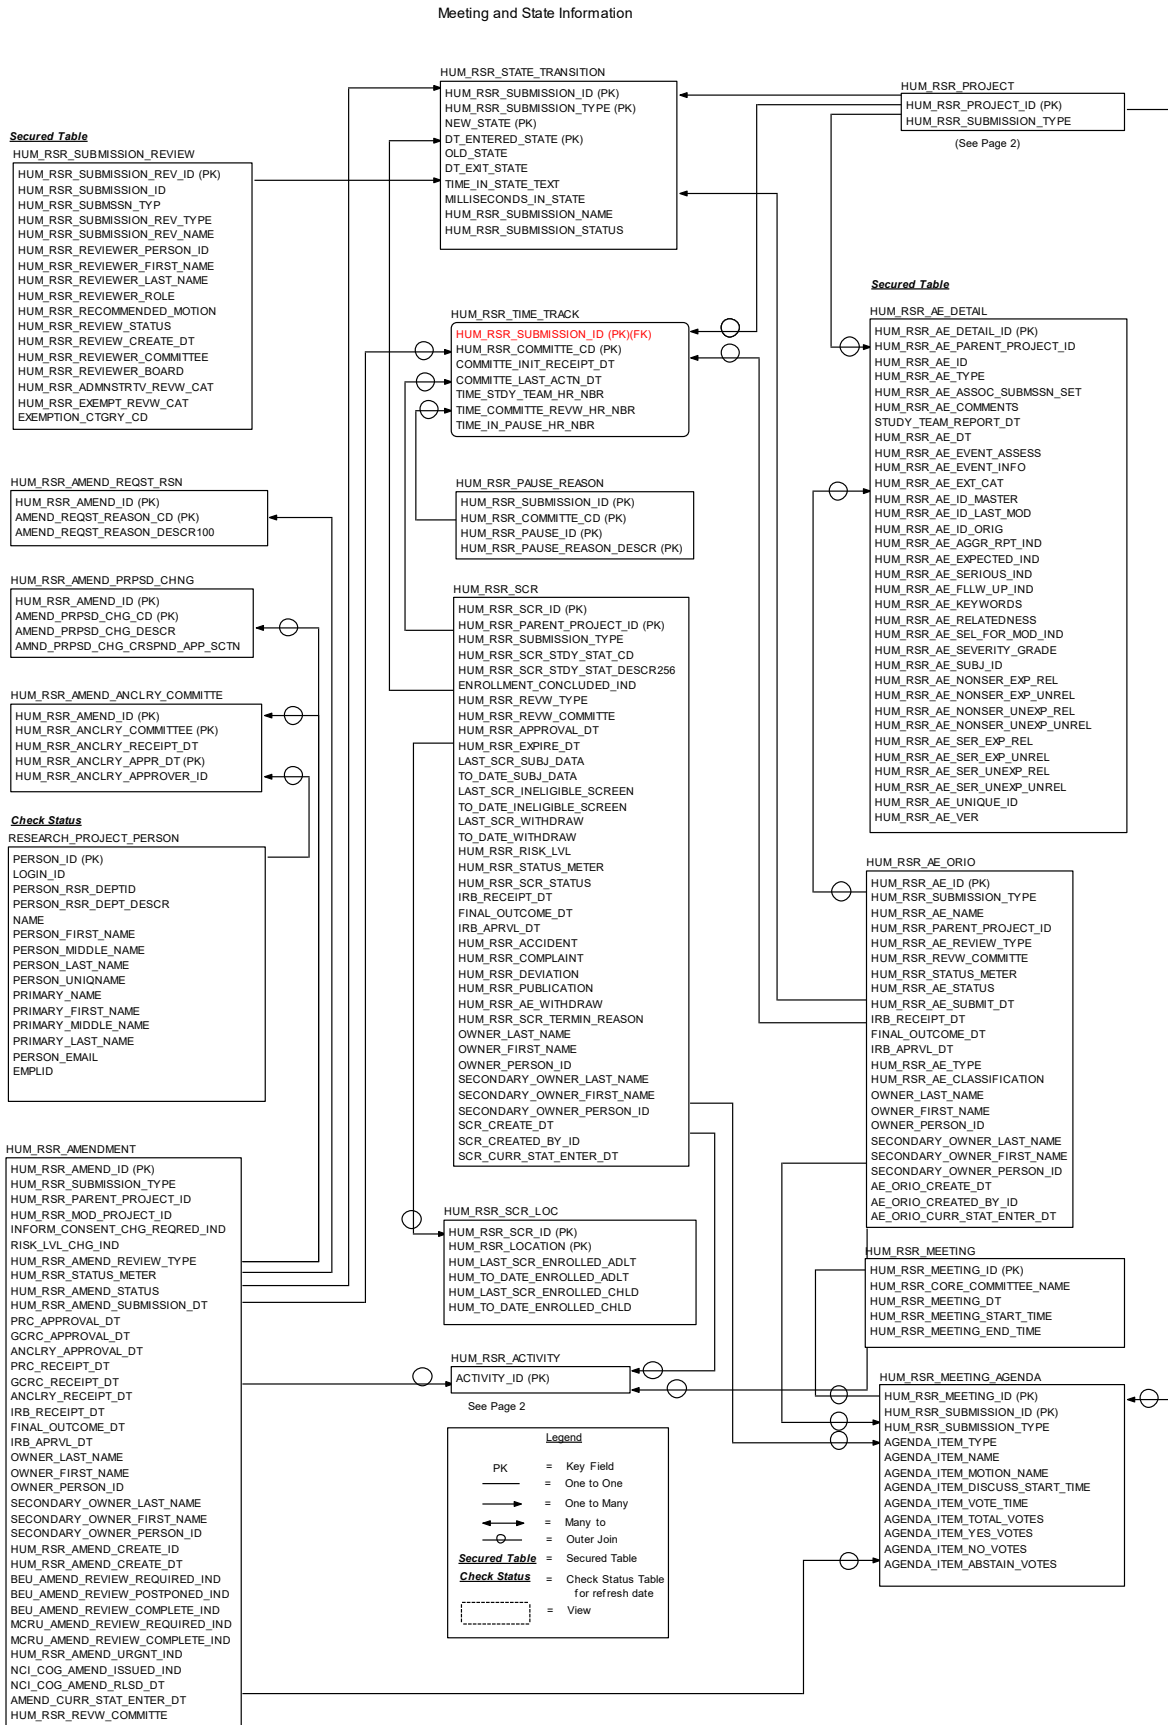 Meeting and State Information
HUM_RSR_STATE_TRANSITION
HUM_RSR_SUBMISSION_ID (PK)
HUM_RSR_SUBMISSION_TYPE (PK)
NEW_STATE (PK)
DT_ENTERED_STATE (PK)
OLD_STATE
DT_EXIT_STATE
TIME_IN_STATE_TEXT
MILLISECONDS_IN_STATE
HUM_RSR_SUBMISSION_NAME
HUM_RSR_SUBMISSION_STATUS
HUM_RSR_PROJECT
HUM_RSR_PROJECT_ID (PK)
HUM_RSR_SUBMISSION_TYPE
(See Page 2)
Secured Table
HUM_RSR_SUBMISSION_REVIEW
HUM_RSR_SUBMISSION_REV_ID (PK)
HUM_RSR_SUBMISSION_ID
HUM_RSR_SUBMSSN_TYP
HUM_RSR_SUBMISSION_REV_TYPE
HUM_RSR_SUBMISSION_REV_NAME
HUM_RSR_REVIEWER_PERSON_ID
HUM_RSR_REVIEWER_FIRST_NAME
HUM_RSR_REVIEWER_LAST_NAME
HUM_RSR_REVIEWER_ROLE
HUM_RSR_RECOMMENDED_MOTION
HUM_RSR_REVIEW_STATUS
HUM_RSR_REVIEW_CREATE_DT
HUM_RSR_REVIEWER_COMMITTEE
HUM_RSR_REVIEWER_BOARD
HUM_RSR_ADMNSTRTV_REVW_CAT
HUM_RSR_EXEMPT_REVW_CAT
EXEMPTION_CTGRY_CD
HUM_RSR_TIME_TRACK
HUM_RSR_SUBMISSION_ID (PK)(FK)
HUM_RSR_COMMITTE_CD (PK)
COMMITTE_INIT_RECEIPT_DT
COMMITTE_LAST_ACTN_DT
TIME_STDY_TEAM_HR_NBR
TIME_COMMITTE_REVW_HR_NBR
TIME_IN_PAUSE_HR_NBR
Secured Table
HUM_RSR_AE_DETAIL
HUM_RSR_AE_DETAIL_ID (PK)
HUM_RSR_AE_PARENT_PROJECT_ID
HUM_RSR_AE_ID
HUM_RSR_AE_TYPE
HUM_RSR_AE_ASSOC_SUBMSSN_SET
HUM_RSR_AE_COMMENTS
STUDY_TEAM_REPORT_DT
HUM_RSR_AE_DT
HUM_RSR_AE_EVENT_ASSESS
HUM_RSR_AE_EVENT_INFO
HUM_RSR_AE_EXT_CAT
HUM_RSR_AE_ID_MASTER
HUM_RSR_AE_ID_LAST_MOD
HUM_RSR_AE_ID_ORIG
HUM_RSR_AE_AGGR_RPT_IND
HUM_RSR_AE_EXPECTED_IND
HUM_RSR_AE_SERIOUS_IND
HUM_RSR_AE_FLLW_UP_IND
HUM_RSR_AE_KEYWORDS
HUM_RSR_AE_RELATEDNESS
HUM_RSR_AE_SEL_FOR_MOD_IND
HUM_RSR_AE_SEVERITY_GRADE
HUM_RSR_AE_SUBJ_ID
HUM_RSR_AE_NONSER_EXP_REL
HUM_RSR_AE_NONSER_EXP_UNREL
HUM_RSR_AE_NONSER_UNEXP_REL
HUM_RSR_AE_NONSER_UNEXP_UNREL
HUM_RSR_AE_SER_EXP_REL
HUM_RSR_AE_SER_EXP_UNREL
HUM_RSR_AE_SER_UNEXP_REL
HUM_RSR_AE_SER_UNEXP_UNREL
HUM_RSR_AE_UNIQUE_ID
HUM_RSR_AE_VER
HUM_RSR_AMEND_REQST_RSN
HUM_RSR_AMEND_ID (PK)
AMEND_REQST_REASON_CD (PK)
AMEND_REQST_REASON_DESCR100
HUM_RSR_PAUSE_REASON
HUM_RSR_SUBMISSION_ID (PK)
HUM_RSR_COMMITTE_CD (PK)
HUM_RSR_PAUSE_ID (PK)
HUM_RSR_PAUSE_REASON_DESCR (PK)
HUM_RSR_AMEND_PRPSD_CHNG
HUM_RSR_AMEND_ID (PK)
AMEND_PRPSD_CHG_CD (PK)
AMEND_PRPSD_CHG_DESCR
AMND_PRPSD_CHG_CRSPND_APP_SCTN
HUM_RSR_AMEND_ANCLRY_COMMITTE
HUM_RSR_AMEND_ID (PK)
HUM_RSR_ANCLRY_COMMITTEE (PK)
HUM_RSR_ANCLRY_RECEIPT_DT
HUM_RSR_ANCLRY_APPR_DT (PK)
HUM_RSR_ANCLRY_APPROVER_ID
HUM_RSR_SCR
HUM_RSR_SCR_ID (PK)
HUM_RSR_PARENT_PROJECT_ID (PK)
HUM_RSR_SUBMISSION_TYPE
HUM_RSR_SCR_STDY_STAT_CD
HUM_RSR_SCR_STDY_STAT_DESCR256
ENROLLMENT_CONCLUDED_IND
HUM_RSR_REVW_TYPE
HUM_RSR_REVW_COMMITTE
HUM_RSR_APPROVAL_DT
HUM_RSR_EXPIRE_DT
LAST_SCR_SUBJ_DATA
TO_DATE_SUBJ_DATA
LAST_SCR_INELIGIBLE_SCREEN
TO_DATE_INELIGIBLE_SCREEN
LAST_SCR_WITHDRAW
TO_DATE_WITHDRAW
HUM_RSR_RISK_LVL
HUM_RSR_STATUS_METER
HUM_RSR_SCR_STATUS
IRB_RECEIPT_DT
FINAL_OUTCOME_DT
IRB_APRVL_DT
HUM_RSR_ACCIDENT
HUM_RSR_COMPLAINT
HUM_RSR_DEVIATION
HUM_RSR_PUBLICATION
HUM_RSR_AE_WITHDRAW
HUM_RSR_SCR_TERMIN_REASON
OWNER_LAST_NAME
OWNER_FIRST_NAME
OWNER_PERSON_ID
SECONDARY_OWNER_LAST_NAME
SECONDARY_OWNER_FIRST_NAME
SECONDARY_OWNER_PERSON_ID
SCR_CREATE_DT
SCR_CREATED_BY_ID
SCR_CURR_STAT_ENTER_DT
Check Status
RESEARCH_PROJECT_PERSON
PERSON_ID (PK)
LOGIN_ID
PERSON_RSR_DEPTID
PERSON_RSR_DEPT_DESCR
NAME
PERSON_FIRST_NAME
PERSON_MIDDLE_NAME
PERSON_LAST_NAME
PERSON_UNIQNAME
PRIMARY_NAME
PRIMARY_FIRST_NAME
PRIMARY_MIDDLE_NAME
PRIMARY_LAST_NAME
PERSON_EMAIL
EMPLID
HUM_RSR_AE_ORIO
HUM_RSR_AE_ID (PK)
HUM_RSR_SUBMISSION_TYPE
HUM_RSR_AE_NAME
HUM_RSR_PARENT_PROJECT_ID
HUM_RSR_AE_REVIEW_TYPE
HUM_RSR_REVW_COMMITTE
HUM_RSR_STATUS_METER
HUM_RSR_AE_STATUS
HUM_RSR_AE_SUBMIT_DT
IRB_RECEIPT_DT
FINAL_OUTCOME_DT
IRB_APRVL_DT
HUM_RSR_AE_TYPE
HUM_RSR_AE_CLASSIFICATION
OWNER_LAST_NAME
OWNER_FIRST_NAME
OWNER_PERSON_ID
SECONDARY_OWNER_LAST_NAME
SECONDARY_OWNER_FIRST_NAME
SECONDARY_OWNER_PERSON_ID
AE_ORIO_CREATE_DT
AE_ORIO_CREATED_BY_ID
AE_ORIO_CURR_STAT_ENTER_DT
HUM_RSR_AMENDMENT
HUM_RSR_AMEND_ID (PK)
HUM_RSR_SUBMISSION_TYPE
HUM_RSR_PARENT_PROJECT_ID
HUM_RSR_MOD_PROJECT_ID
INFORM_CONSENT_CHG_REQRED_IND
RISK_LVL_CHG_IND
HUM_RSR_AMEND_REVIEW_TYPE
HUM_RSR_STATUS_METER
HUM_RSR_AMEND_STATUS
HUM_RSR_AMEND_SUBMISSION_DT
PRC_APPROVAL_DT
GCRC_APPROVAL_DT
ANCLRY_APPROVAL_DT
PRC_RECEIPT_DT
GCRC_RECEIPT_DT
ANCLRY_RECEIPT_DT
IRB_RECEIPT_DT
FINAL_OUTCOME_DT
IRB_APRVL_DT
OWNER_LAST_NAME
OWNER_FIRST_NAME
OWNER_PERSON_ID
SECONDARY_OWNER_LAST_NAME
SECONDARY_OWNER_FIRST_NAME
SECONDARY_OWNER_PERSON_ID
HUM_RSR_AMEND_CREATE_ID
HUM_RSR_AMEND_CREATE_DT
BEU_AMEND_REVIEW_REQUIRED_IND
BEU_AMEND_REVIEW_POSTPONED_IND
BEU_AMEND_REVIEW_COMPLETE_IND
MCRU_AMEND_REVIEW_REQUIRED_IND
MCRU_AMEND_REVIEW_COMPLETE_IND
HUM_RSR_AMEND_URGNT_IND
NCI_COG_AMEND_ISSUED_IND
NCI_COG_AMEND_RLSD_DT
AMEND_CURR_STAT_ENTER_DT
HUM_RSR_REVW_COMMITTE
HUM_RSR_SCR_LOC
HUM_RSR_SCR_ID (PK)
HUM_RSR_LOCATION (PK)
HUM_LAST_SCR_ENROLLED_ADLT
HUM_TO_DATE_ENROLLED_ADLT
HUM_LAST_SCR_ENROLLED_CHLD
HUM_TO_DATE_ENROLLED_CHLD
HUM_RSR_MEETING
HUM_RSR_MEETING_ID (PK)
HUM_RSR_CORE_COMMITTEE_NAME
HUM_RSR_MEETING_DT
HUM_RSR_MEETING_START_TIME
HUM_RSR_MEETING_END_TIME
HUM_RSR_ACTIVITY
ACTIVITY_ID (PK)
See Page 2
HUM_RSR_MEETING_AGENDA
HUM_RSR_MEETING_ID (PK)
HUM_RSR_SUBMISSION_ID (PK)
HUM_RSR_SUBMISSION_TYPE
AGENDA_ITEM_TYPE
AGENDA_ITEM_NAME
AGENDA_ITEM_MOTION_NAME
AGENDA_ITEM_DISCUSS_START_TIME
AGENDA_ITEM_VOTE_TIME
AGENDA_ITEM_TOTAL_VOTES
AGENDA_ITEM_YES_VOTES
AGENDA_ITEM_NO_VOTES
AGENDA_ITEM_ABSTAIN_VOTES
Legend
PK = Key Field
= One to One
= One to Many
= Many to
= Outer Join
Secured Table = Secured Table
Check Status = Check Status Table
for refresh date
= View